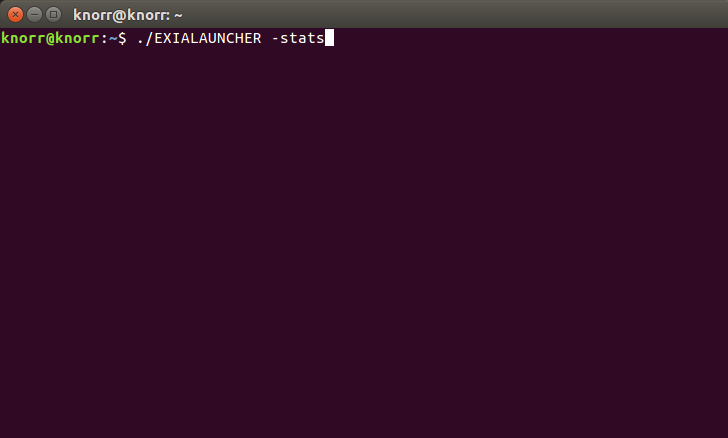 knorr@knorr: ~
knorr@knorr:~$ ./EXIALAUNCHER -stats